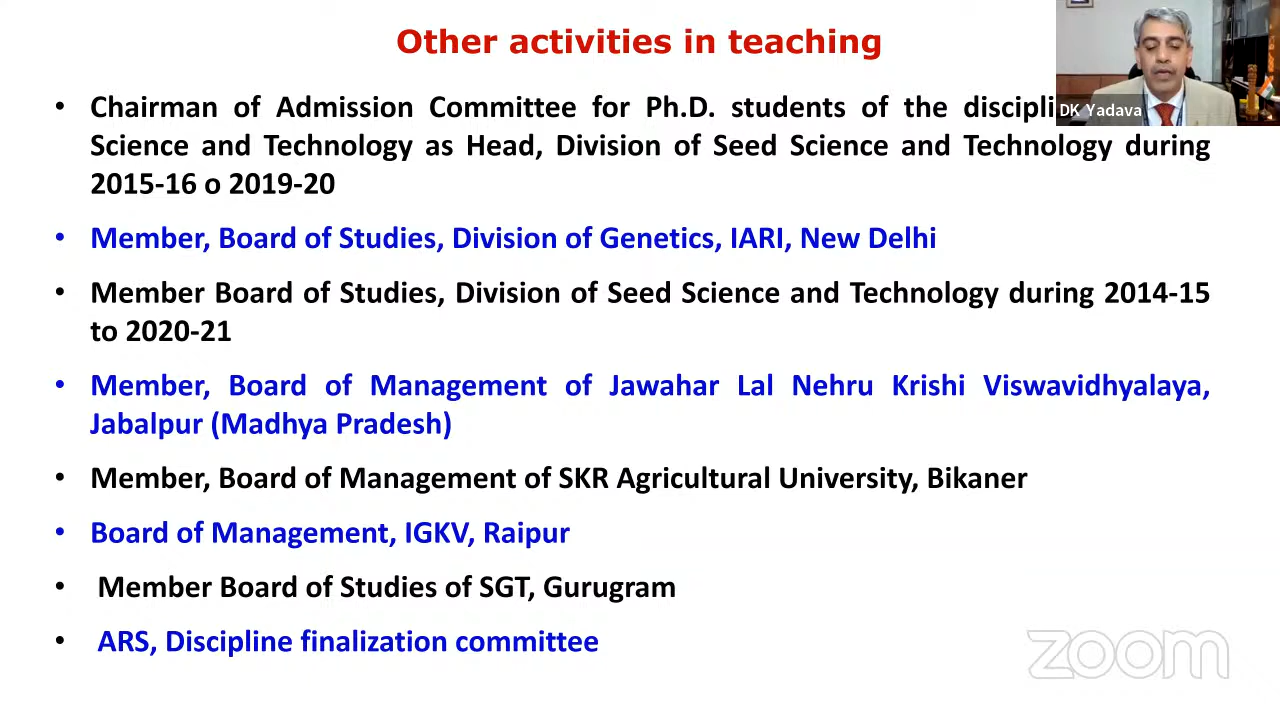 Other activities in teaching
DK Yadava
• Chairman of Admission Committee for Ph.D. students of the
Science and Technology as Head, Division of Seed Science and Technology during
2015-16 o 2019-20
• Member, Board of Studies, Division of Genetics, IARI, New Delhi
• Member Board of Studies, Division of Seed Science and Technology during 2014-15
to 2020-21
• Member, Board of Management of Jawahar Lal Nehru Krishi Viswavidhyalaya,
Jabalpur (Madhya Pradesh)
• Member, Board of Management of SKR Agricultural University, Bikaner
• Board of Management, IGKV, Raipur
• Member Board of Studies of SGT, Gurugram
• ARS, Discipline finalization committee
zoom